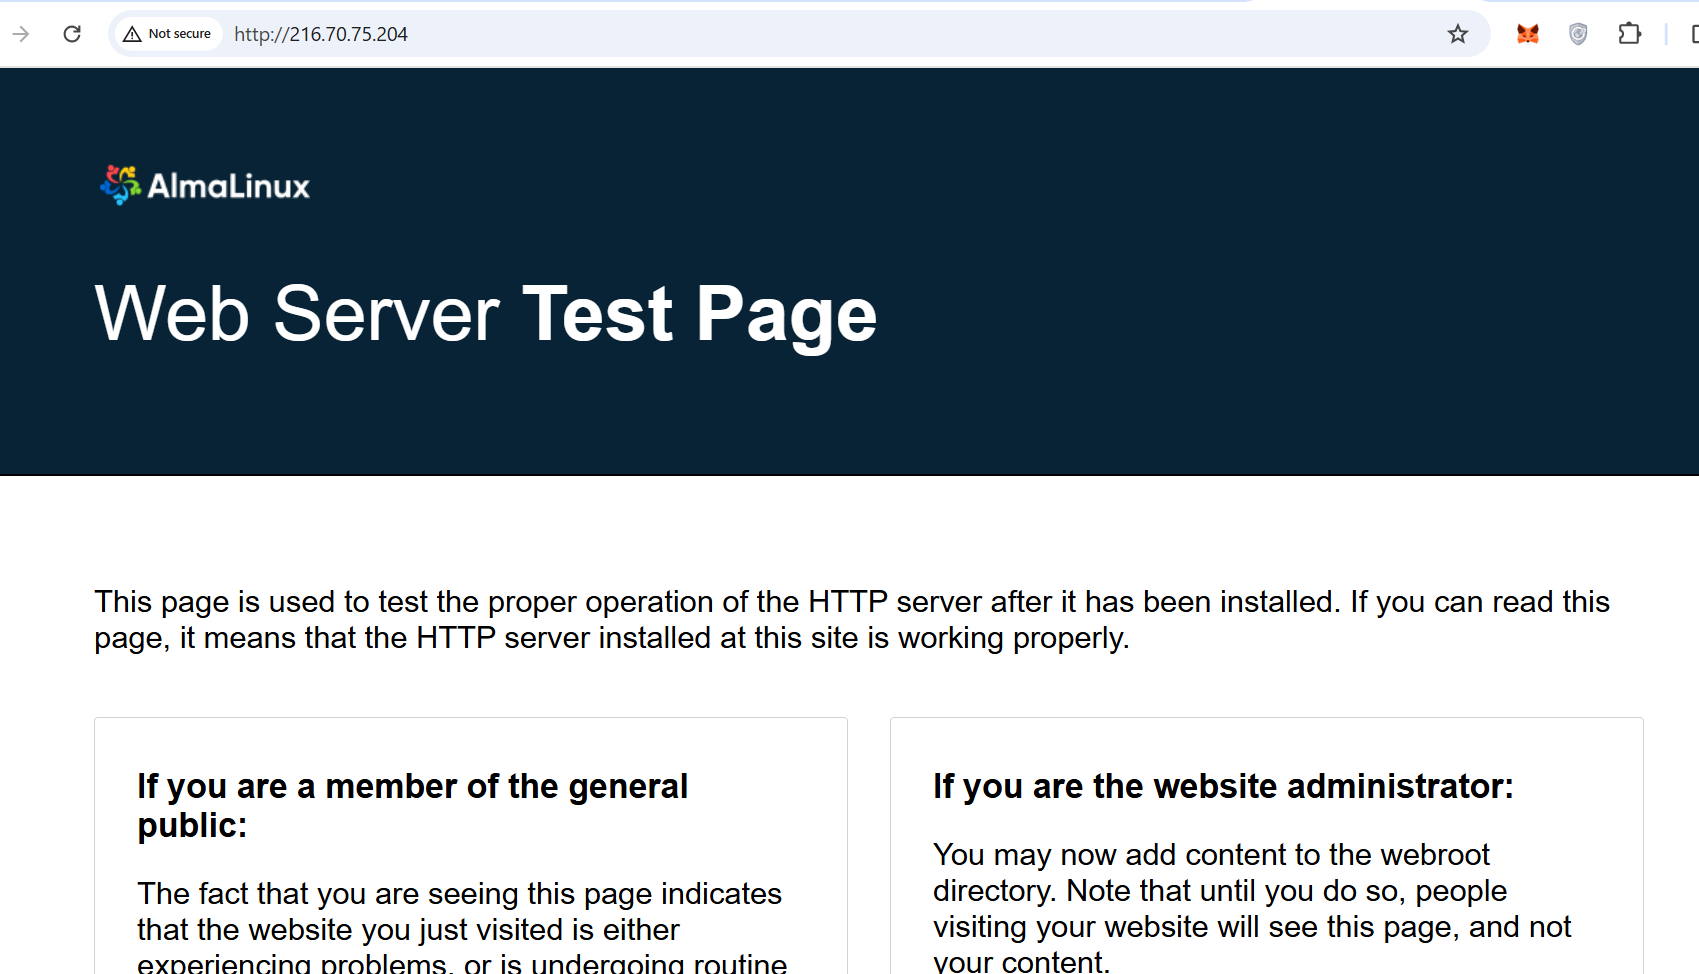 Not secure
http://216.70.75.204
AlmaLinux
Web Server Test Page
This page is used to test the proper operation of the HTTP server after it has been installed. If you can read this
page, it means that the HTTP server installed at this site is working properly.
If you are a member of the general
public:
The fact that you are seeing this page indicates
that the website you just visited is either
experiencing problems, or is undergoing routine
If you are the website administrator:
You may now add content to the webroot
directory. Note that until you do so, people
visiting your website will see this page, and not
your content.